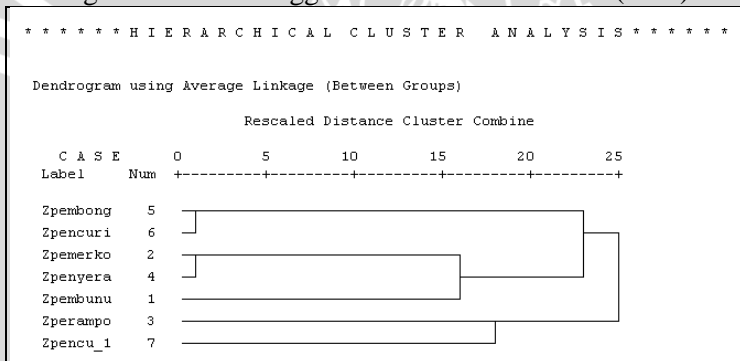 * * * * * * H I E R A R C H I C A L   C L U S T E R   A N A L Y S I S * * * * * *
Dendrogram using Average Linkage (Between Groups)
Rescaled Distance Cluster Combine
C A S E 0 5 10 15 20 25
Label Num +---------+---------+---------+---------+---------+
Zpembong 5
Zpencuri 6
Zpemerko 2
Zpenyera 4
Zpembunu 1
Zperampo 3
Zpencu_1 7